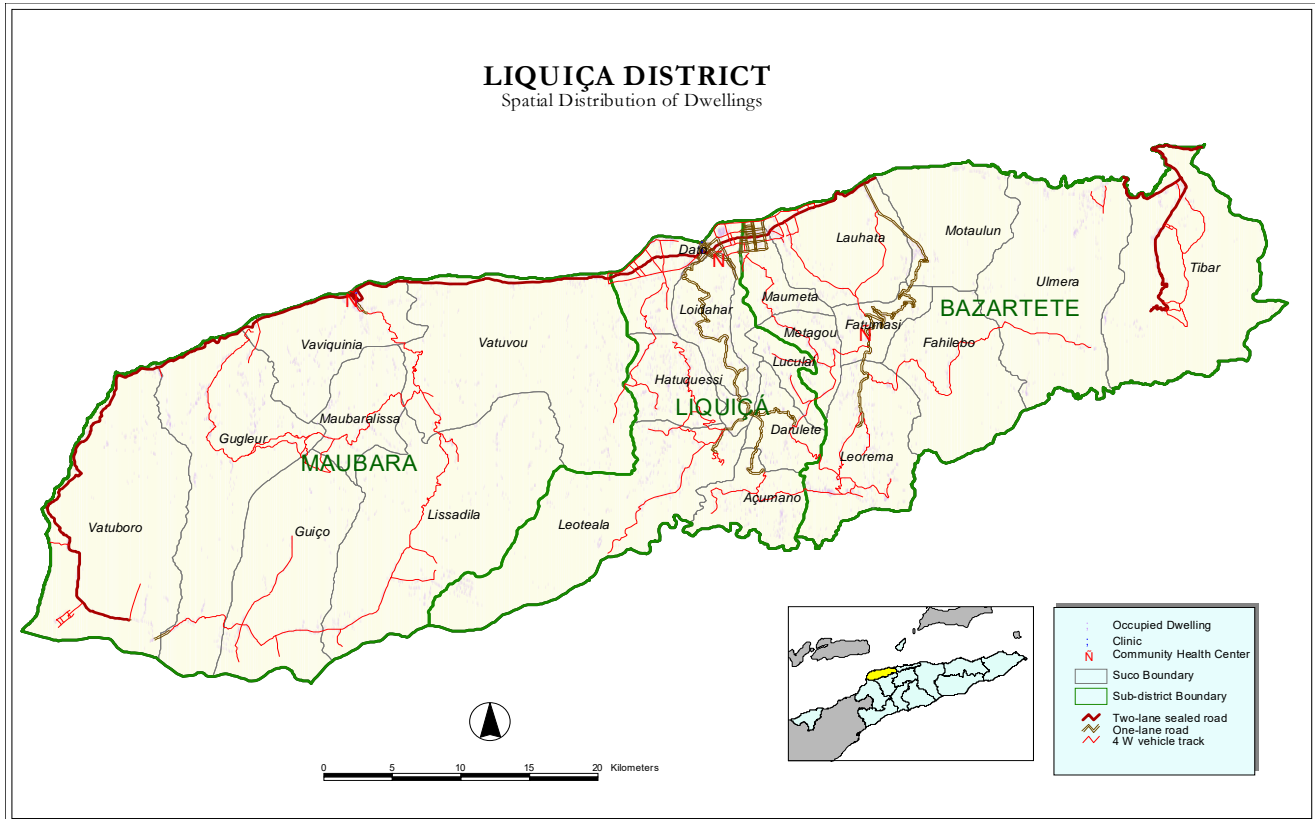 LIQUIÇA DISTRICT
Spatial Distribution of Dwellings
Lauhata
Motaulun
Dato
Tibar
Ulmera
Maumeta
Loidahar
BAZARTETE
Fatumasi
Metagou
Vaviquinia
Vatuvou
Fahilebo
Luculai
Hatuquessi
LIQUIÇÁ
Maubaralissa
Darulete
Gugleur
MAUBARA
Leorema
Açumano
Lissadila
Leoteala
Vatuboro
Guiço
Occupied Dwelling
Clinic
Ñ Community Health Center
Suco Boundary
Sub-district Boundary
Two-lane sealed road
One-lane road
4 W vehicle track
0 5 10 15 20 Kilometers